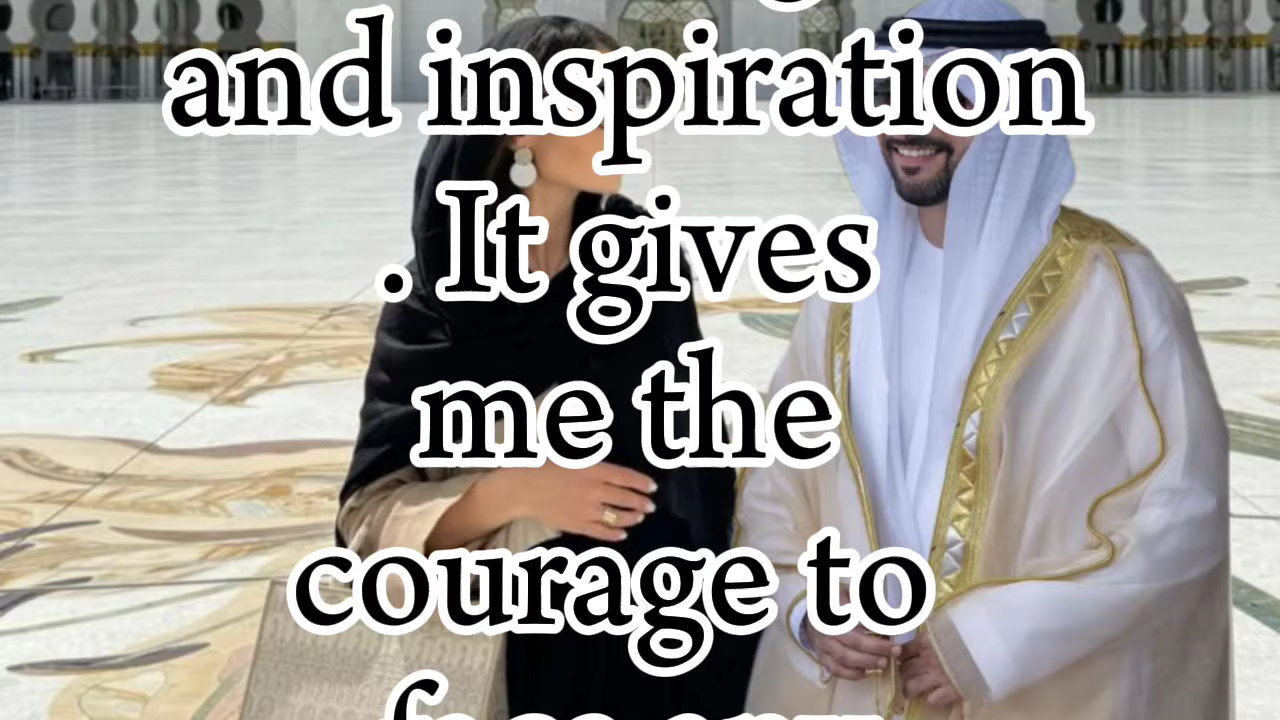 and inspiration
. It gives
me the
courage to